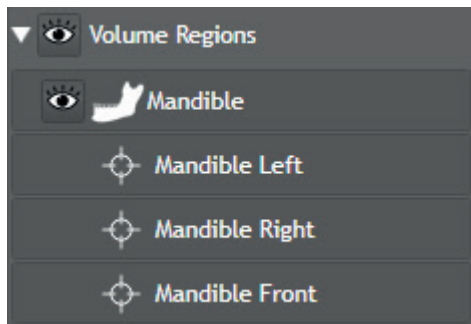 Volume Regions
Mandible
Mandible Left
Mandible Right
Mandible Front